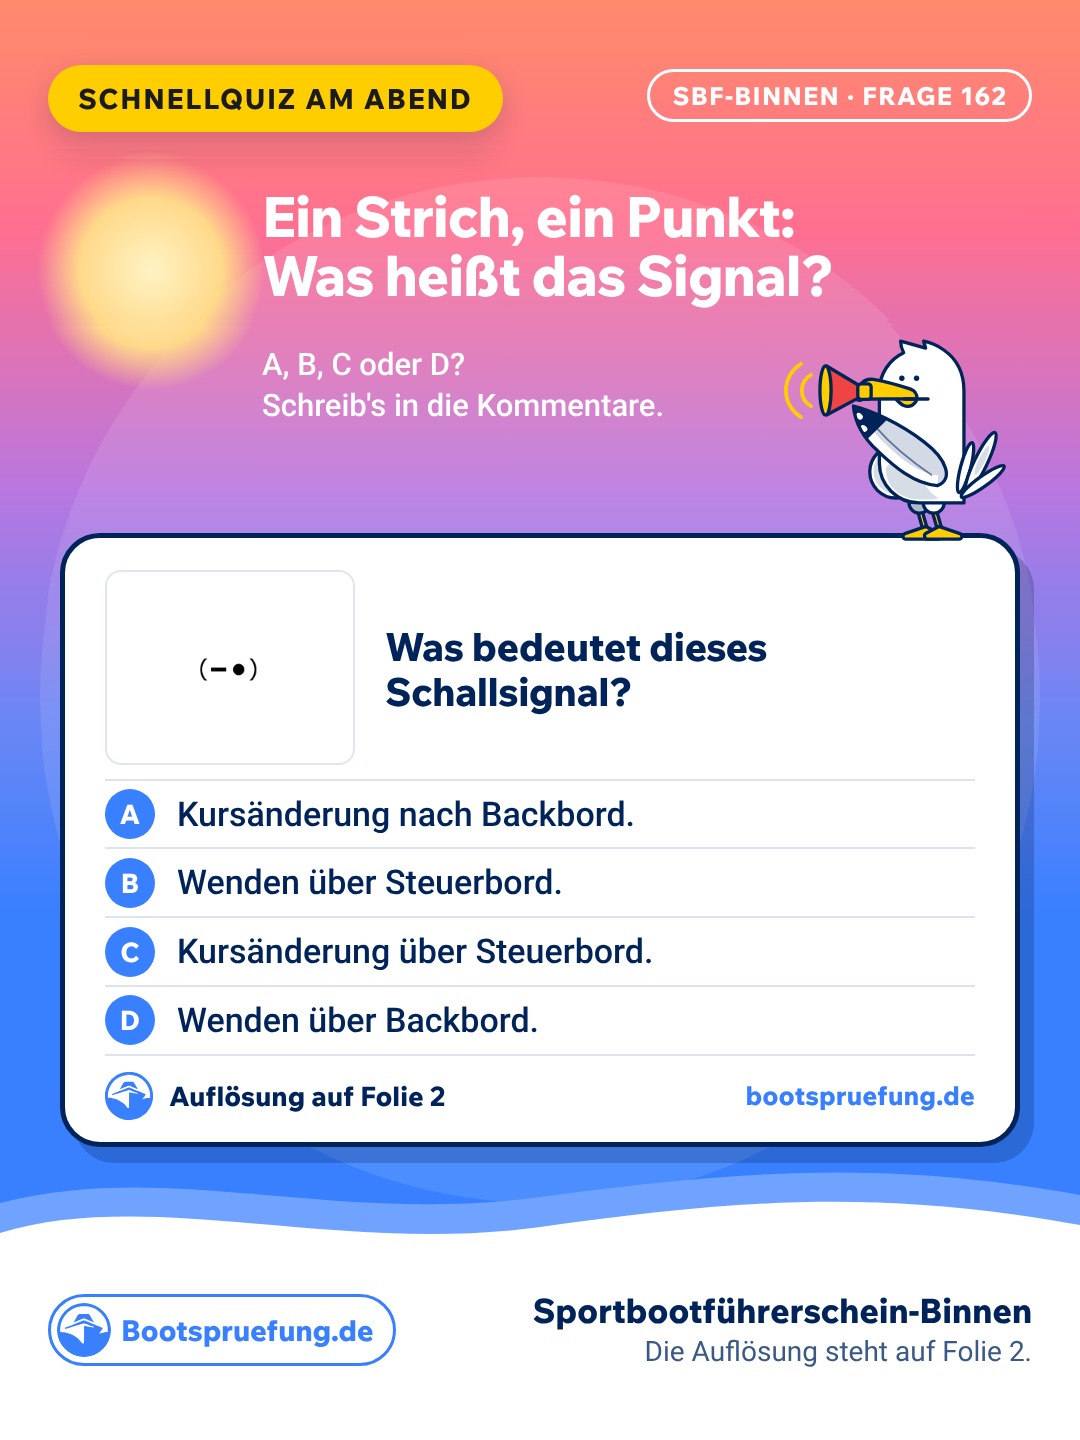 SCHNELLQUIZ AM ABEND
SBF-BINNEN · FRAGE 162
Ein Strich, ein Punkt:
Was heißt das Signal?
A, B, C oder D?
Schreib's in die Kommentare.
(–●)
Was bedeutet dieses
Schallsignal?
A Kursänderung nach Backbord.
B Wenden über Steuerbord.
C Kursänderung über Steuerbord.
D Wenden über Backbord.
Auflösung auf Folie 2
bootspruefung.de
Bootspruefung.de
Sportbootführerschein-Binnen
Die Auflösung steht auf Folie 2.